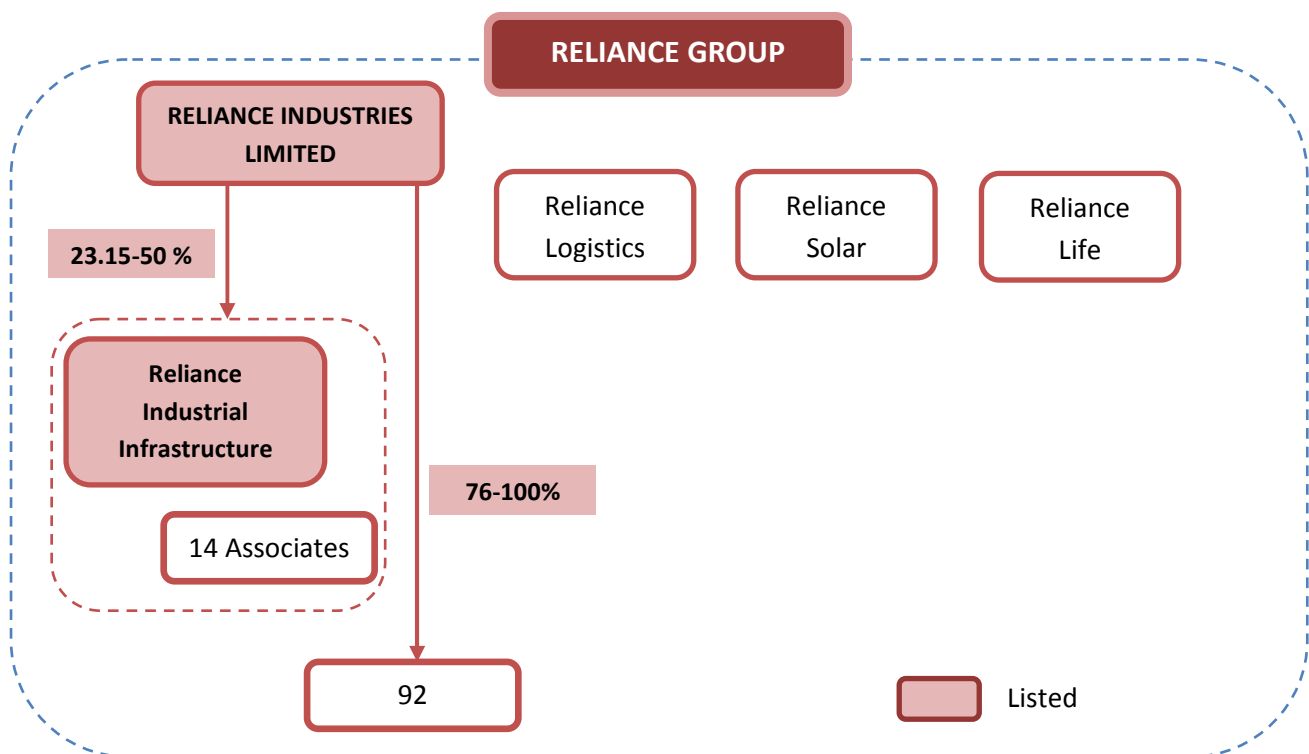 RELIANCE GROUP
RELIANCE INDUSTRIES
LIMITED
Reliance
Logistics
Reliance
Solar
Reliance
Life
23.15-50 %
Reliance
Industrial
Infrastructure
76-100%
14 Associates
92
Listed